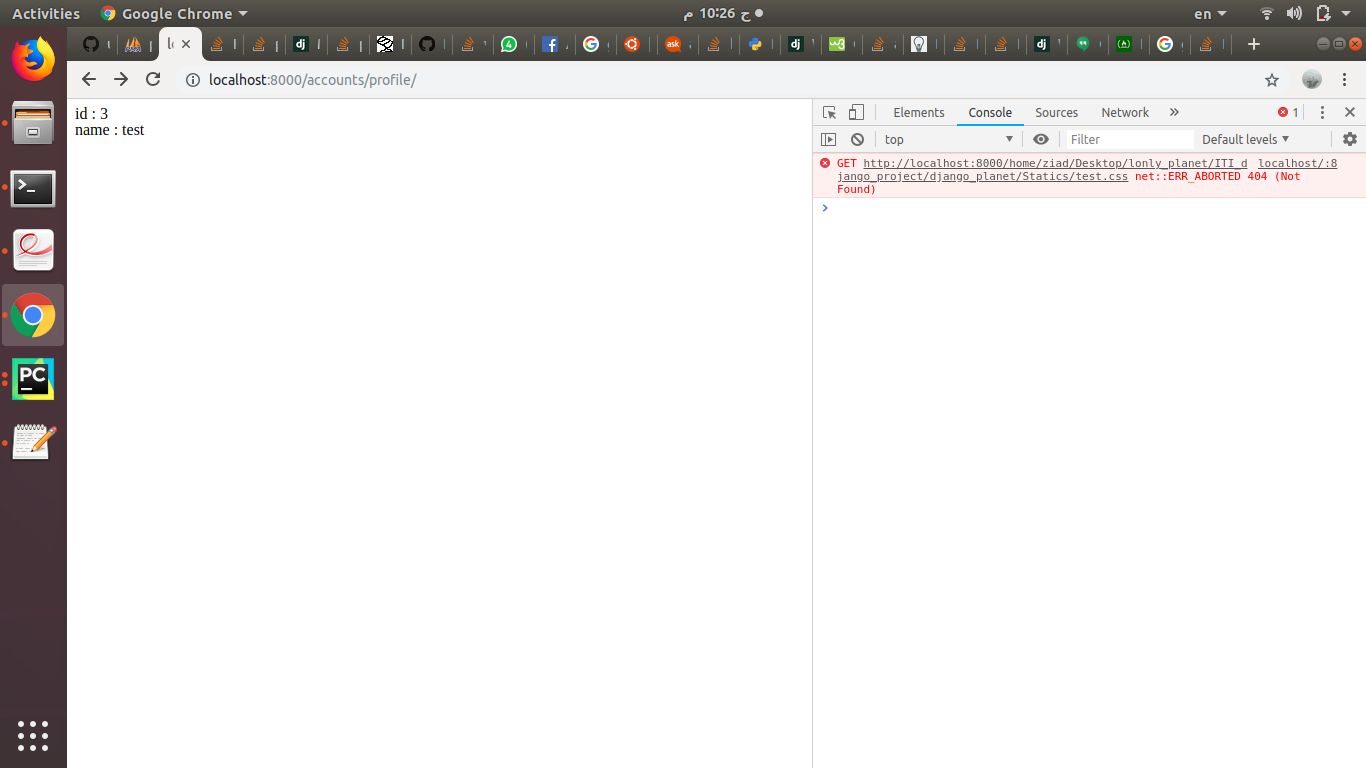 Activities Google Chrome ▾ م 10:26 ج ● en ▾
localhost:8000/accounts/profile/
id : 3
name : test
Elements Console Sources Network » 1
top ▼ Filter Default levels ▼
GET http://localhost:8000/home/ziad/Desktop/lonly_planet/ITI_d localhost/:8
jango_project/django_planet/Statics/test.css net::ERR_ABORTED 404 (Not
Found)